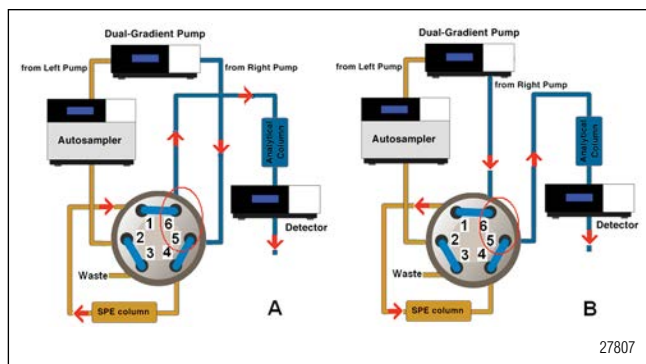 Dual-Gradient Pump
from Left Pump
from Right Pump
Autosampler
Analytical
Column
Detector
1
6
2
5
3
4
Waste
SPE column
A
Dual-Gradient Pump
from Left Pump
from Right Pump
Autosampler
Analytical
Column
Detector
1
6
2
5
3
4
Waste
SPE column
B
27807